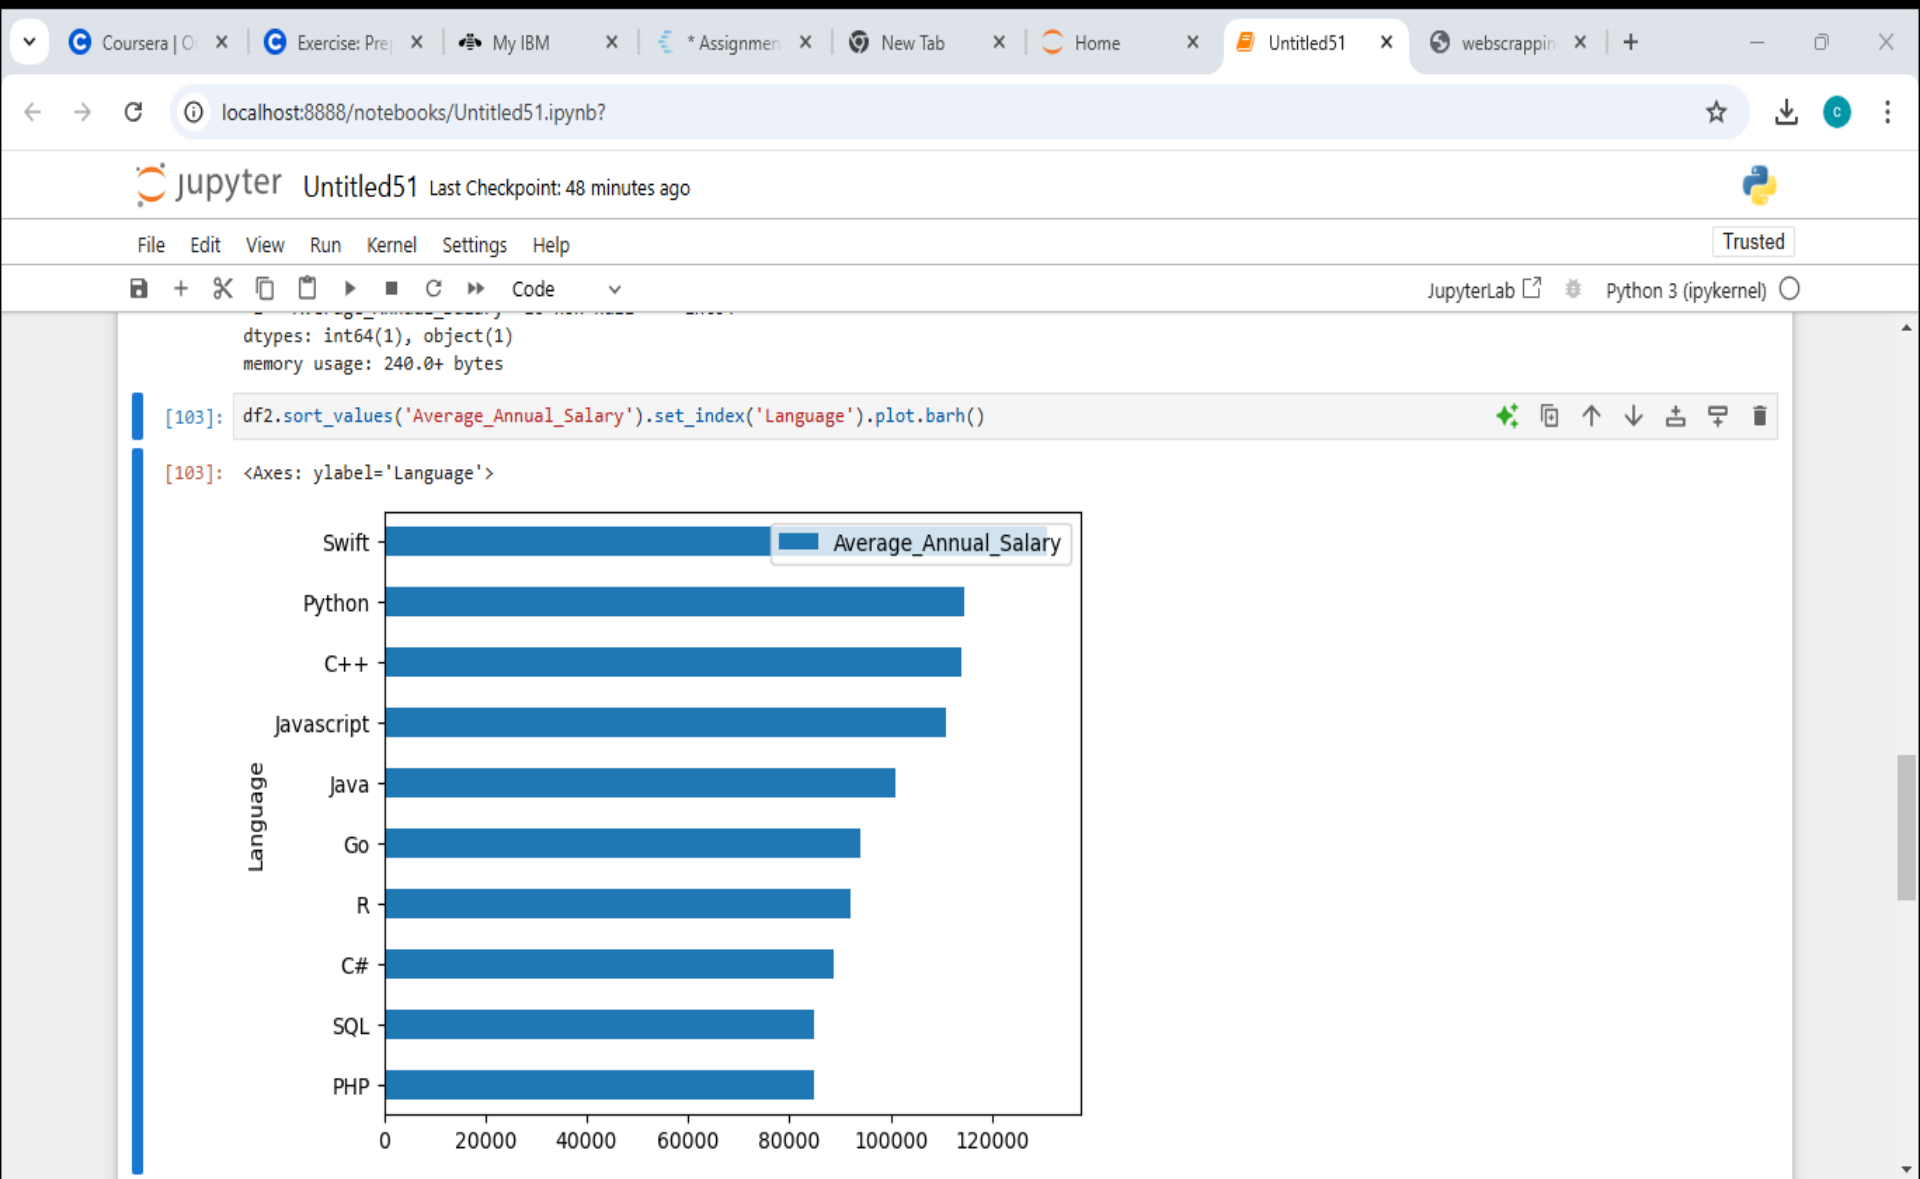 Coursera | O
Exercise: Pre
My IBM
* Assignmen
New Tab
Home
Untitled51
webscrappin
localhost:8888/notebooks/Untitled51.ipynb?
c
jupyter Untitled51 Last Checkpoint: 48 minutes ago
File Edit View Run Kernel Settings Help
Trusted
Code
JupyterLab
Python 3 (ipykernel)
dtypes: int64(1), object(1)
memory usage: 240.0+ bytes
[103]: df2.sort_values('Average_Annual_Salary').set_index('Language').plot.barh()
[103]: <Axes: ylabel='Language'>
Average_Annual_Salary
Swift
Python
C++
Javascript
Java
Go
R
C#
SQL
PHP
Language
0 20000 40000 60000 80000 100000 120000